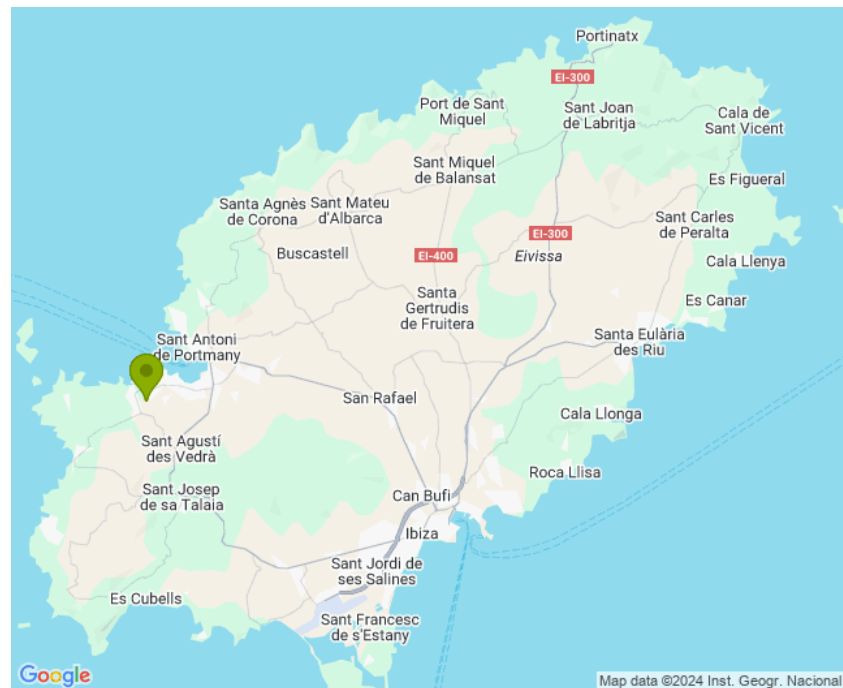 Portinatx
EI-300
Port de Sant
Miquel
Sant Joan
de Labritja
Cala de
Sant Vicent
Sant Miquel
de Balansat
Es Figueral
Santa Agnès
de Corona
Sant Mateu
d'Albarca
Sant Carles
de Peralta
EI-300
Buscastell
EI-400
Eivissa
Cala Llenya
Santa
Gertrudis
de Fruitera
Es Canar
Sant Antoni
de Portmany
Santa Eulària
des Riu
San Rafael
Cala Llonga
Sant Agustí
des Vedrà
Roca Llisa
Sant Josep
de sa Talaia
Can Bufi
Ibiza
Sant Jordi de
ses Salines
Es Cubells
Sant Francesc
de s'Estany
Google
Map data ©2024 Inst. Geogr. Nacional